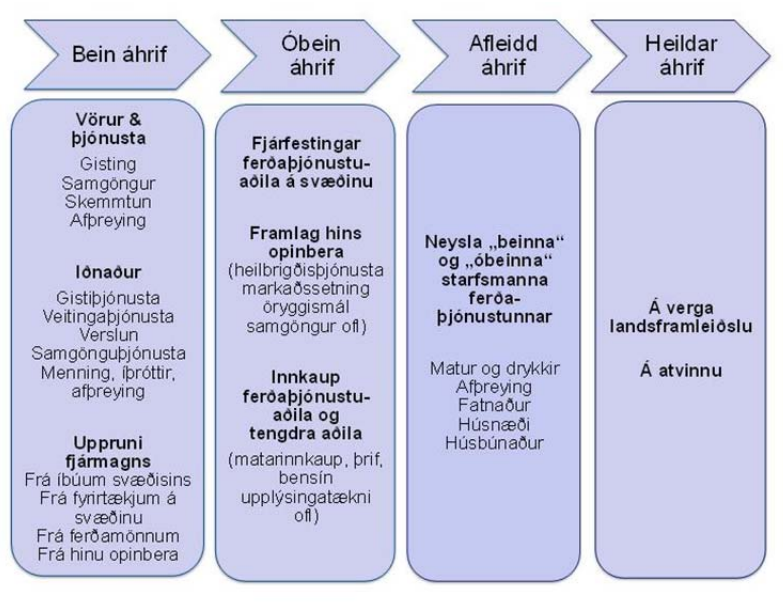 Bein áhrif
Óbein
áhrif
Afleidd
áhrif
Heildar
áhrif
Vörur &
þjónusta
Gisting
Samgöngur
Skemmtun
Afþreying
Iðnaður
Gistiþjónusta
Veitingaþjónusta
Verslun
Samgönguþjónusta
Menning, íþróttir,
afþreying
Uppruni
fjármagns
Frá íbúum svæðisins
Frá fyrirtækjum á
svæðinu
Frá ferðamönnum
Frá hinu opinbera
Fjárfestingar
ferðaþjónustu-
aðila á svæðinu
Framlag hins
opinbera
(heilbrigðisþjónusta
markaðssetning
öryggismál
samgöngur ofl)
Innkaup
ferðaþjónustu-
aðila og
tengdra aðila
(matarinnkaup, þrif,
bensín
upplýsingatækni
ofl)
Neysla „beinna“
og „óbeinna“
starfsmanna
ferða-
þjónustunnar
Matur og drykkir
Afþreying
Fatnaður
Húsnæði
Húsbúnaður
Á verga
landsframleiðslu
Á atvinnu